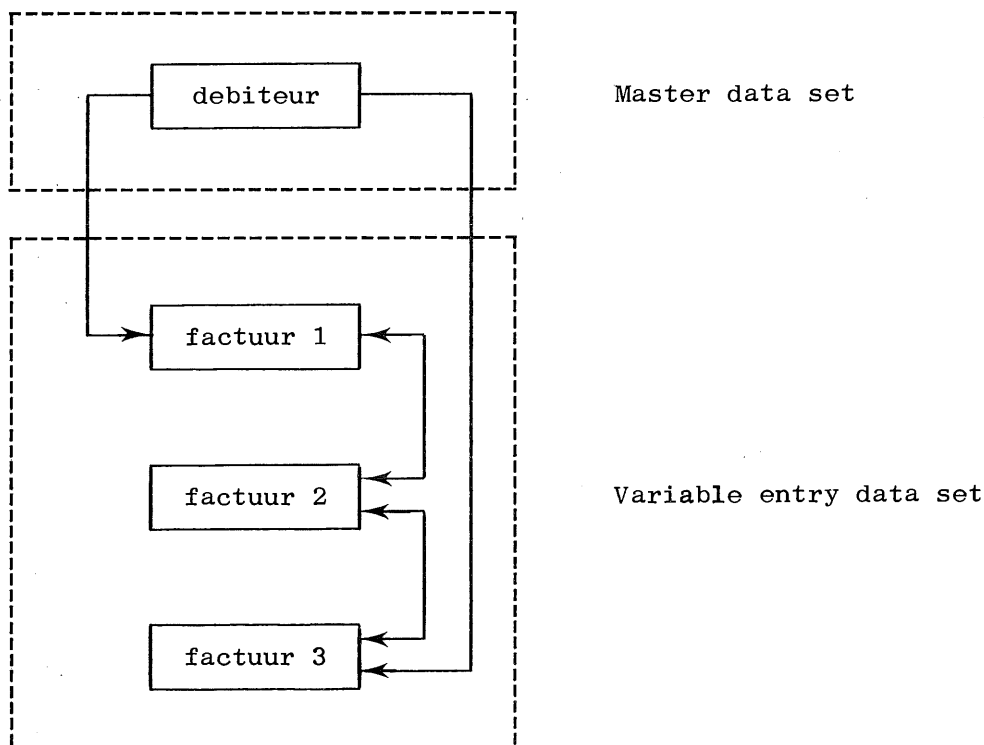 debiteur
Master data set
factuur 1
factuur 2
Variable entry data set
factuur 3